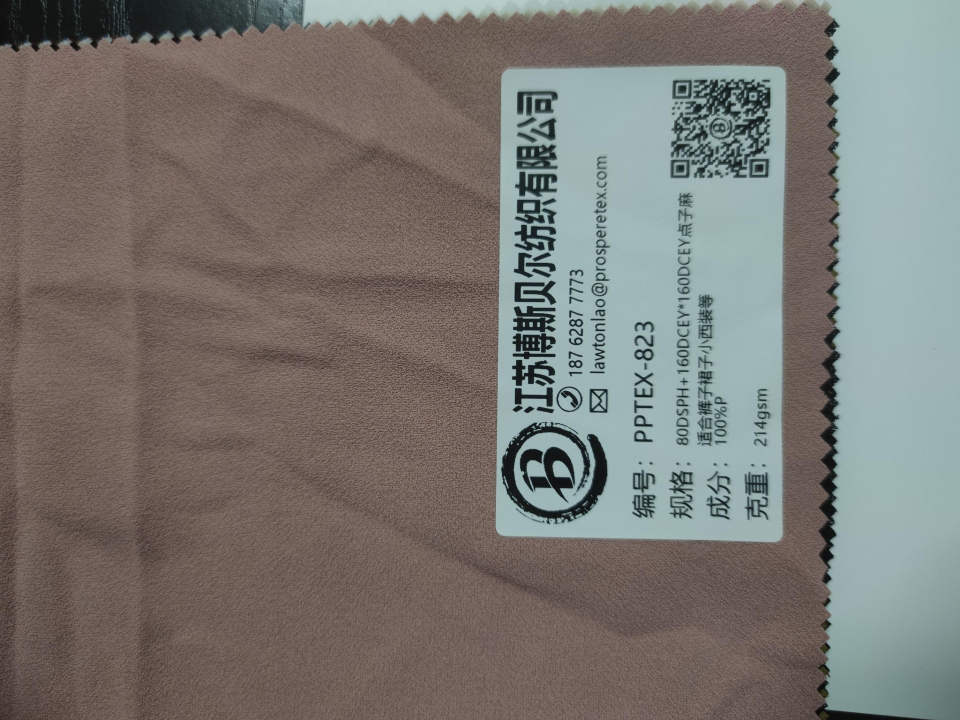 B
江苏博斯贝尔纺织有限公司
187 6287 7773
lawtonlao@prosperetex.com
编号：PPTEX-823
规格：80DSPH+160DCEY*160DCEY点子麻
适合裤子裙子小西装等
成分：100%P
克重：214gsm